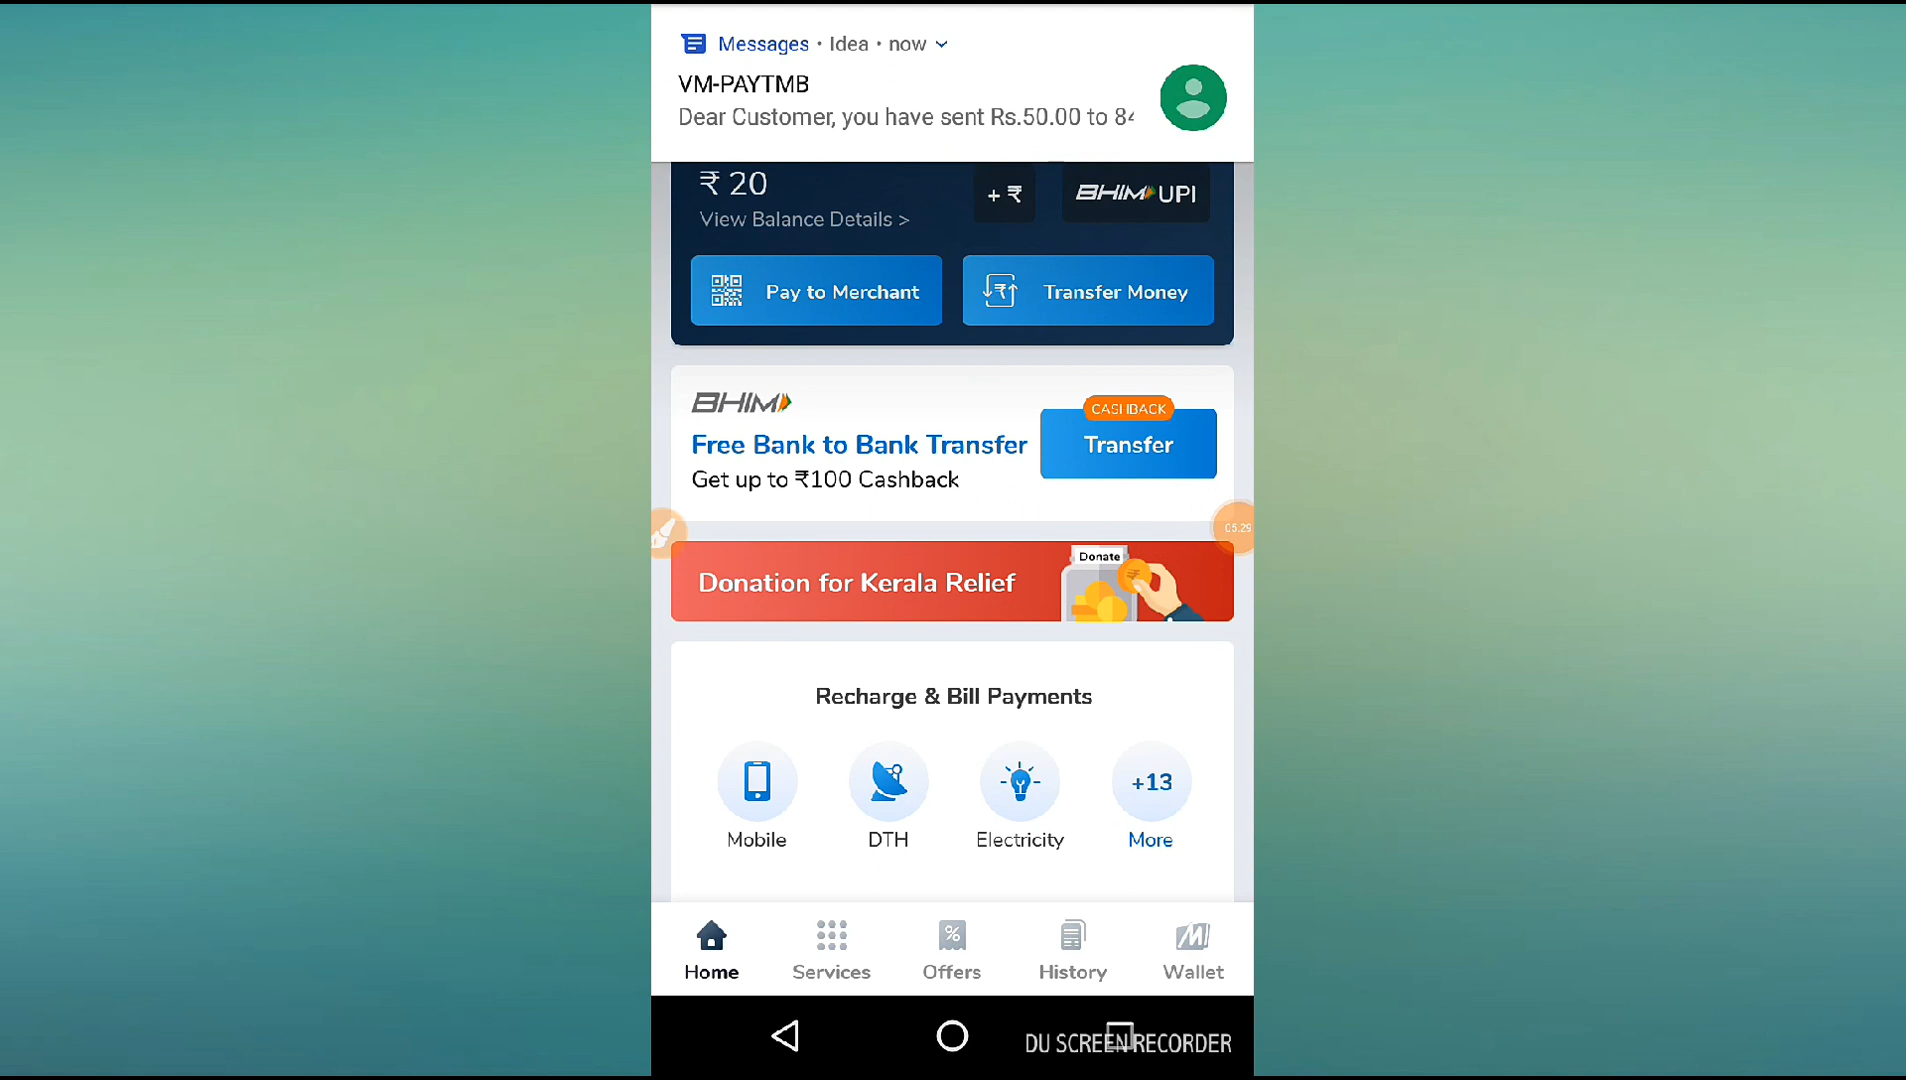 Messages • Idea • now
VM-PAYTMB
Dear Customer, you have sent Rs.50.00 to 84
₹ 20
+ ₹
BHIM UPI
View Balance Details >
Pay to Merchant
Transfer Money
BHIM
CASHBACK
Free Bank to Bank Transfer
Transfer
Get up to ₹100 Cashback
05:29
Donate
Donation for Kerala Relief
Recharge & Bill Payments
+13
Mobile
DTH
Electricity
More
Home
Services
Offers
History
Wallet
DU SCREEN RECORDER